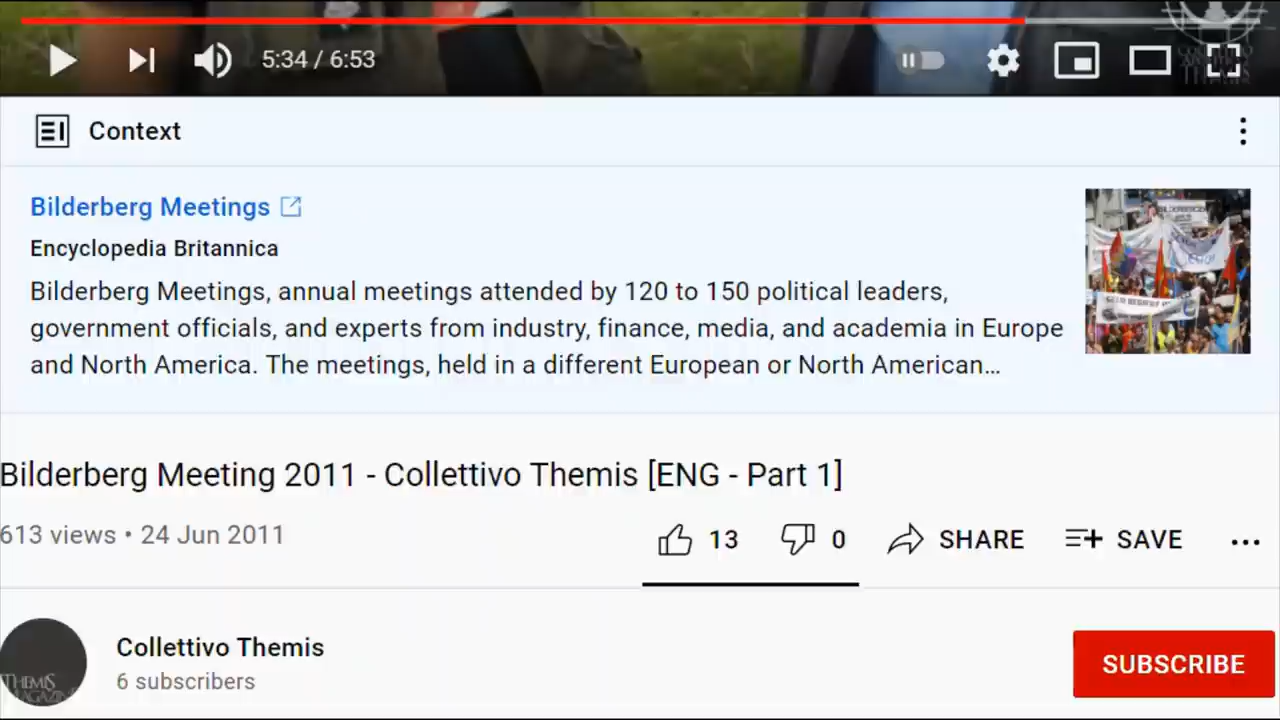 5:34 / 6:53
Context
Bilderberg Meetings
Encyclopedia Britannica
Bilderberg Meetings, annual meetings attended by 120 to 150 political leaders,
government officials, and experts from industry, finance, media, and academia in Europe
and North America. The meetings, held in a different European or North American...
Bilderberg Meeting 2011 - Collettivo Themis [ENG - Part 1]
613 views • 24 Jun 2011
13
0
SHARE
SAVE
Collettivo Themis
6 subscribers
SUBSCRIBE
THEMIS
MAGAZINE